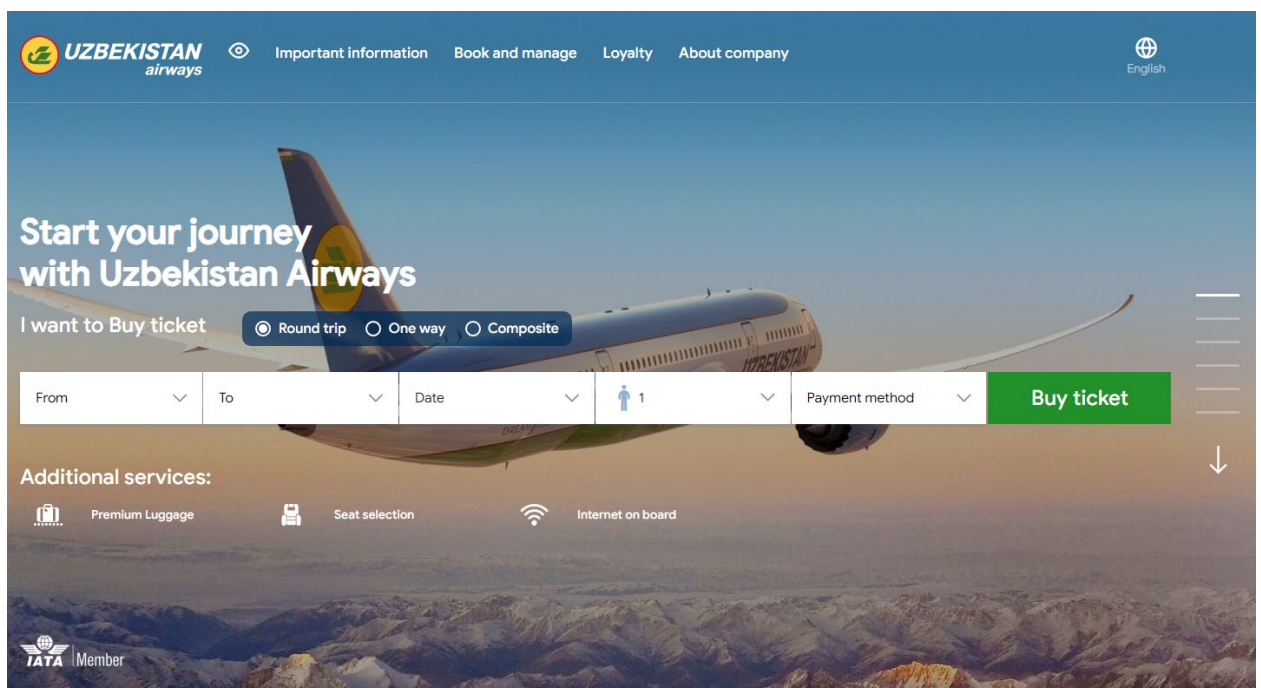 UZBEKISTAN
airways
Important information
Book and manage
Loyalty
About company
English
Start your journey
with Uzbekistan Airways
I want to Buy ticket
Round trip
One way
Composite
From
To
Date
1
Payment method
Buy ticket
UZBEKISTAN
Additional services:
Premium Luggage
Seat selection
Internet on board
IATA
Member